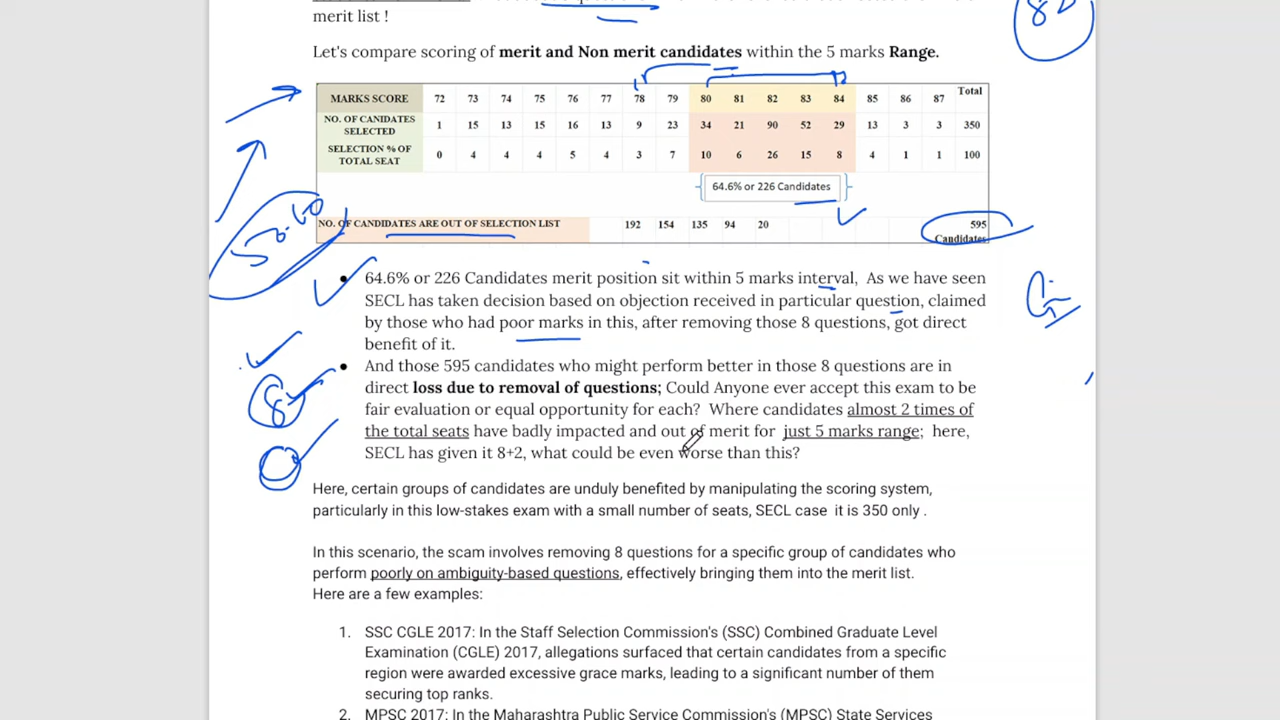 merit list !
Let's compare scoring of merit and Non merit candidates within the 5 marks Range.
MARKS SCORE 72 73 74 75 76 77 78 79 80 81 82 83 84 85 86 87 Total
NO. OF CANIDATES SELECTED 1 15 13 15 16 13 9 23 34 21 90 52 29 13 3 3 350
SELECTION % OF TOTAL SEAT 0 4 4 4 5 4 3 7 10 6 26 15 8 4 1 1 100
64.6% or 226 Candidates
NO. OF CANDIDATES ARE OUT OF SELECTION LIST 192 154 135 94 20 595 Candidates
64.6% or 226 Candidates merit position sit within 5 marks interval, As we have seen
SECL has taken decision based on objection received in particular question, claimed
by those who had poor marks in this, after removing those 8 questions, got direct
benefit of it.
And those 595 candidates who might perform better in those 8 questions are in
direct loss due to removal of questions; Could Anyone ever accept this exam to be
fair evaluation or equal opportunity for each? Where candidates almost 2 times of
the total seats have badly impacted and out of merit for just 5 marks range; here,
SECL has given it 8+2, what could be even worse than this?
Here, certain groups of candidates are unduly benefited by manipulating the scoring system,
particularly in this low-stakes exam with a small number of seats, SECL case it is 350 only .
In this scenario, the scam involves removing 8 questions for a specific group of candidates who
perform poorly on ambiguity-based questions, effectively bringing them into the merit list.
Here are a few examples:
1. SSC CGLE 2017: In the Staff Selection Commission's (SSC) Combined Graduate Level
Examination (CGLE) 2017, allegations surfaced that certain candidates from a specific
region were awarded excessive grace marks, leading to a significant number of them
securing top ranks.
2. MPSC 2017: In the Maharashtra Public Service Commission's (MPSC) State Services
8